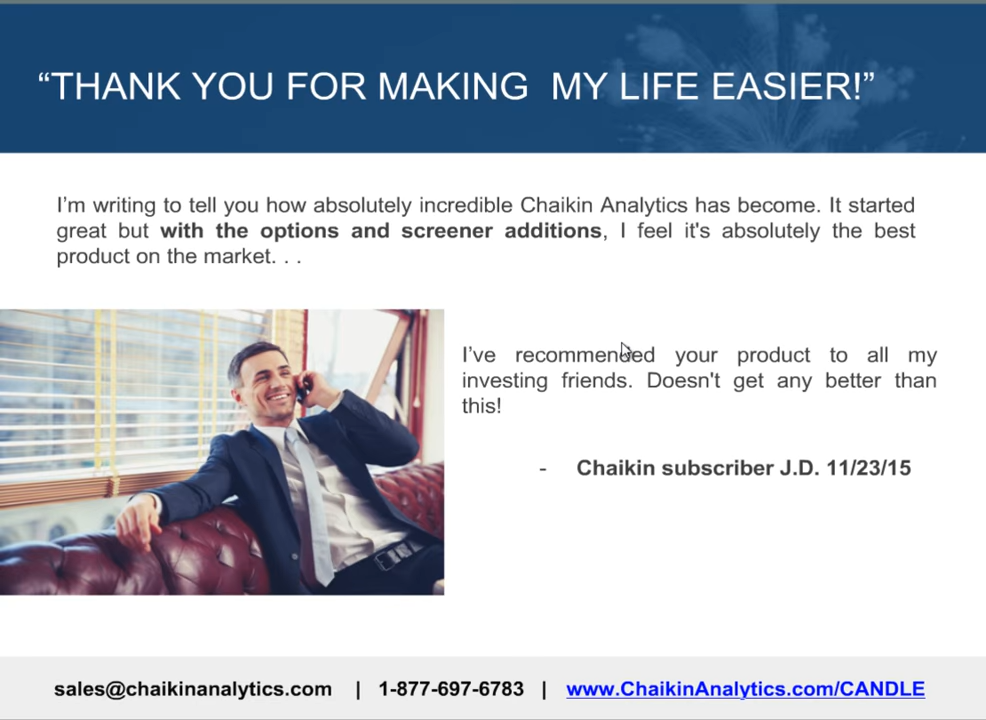 “THANK YOU FOR MAKING MY LIFE EASIER!”
I’m writing to tell you how absolutely incredible Chaikin Analytics has become. It started
great but with the options and screener additions, I feel it's absolutely the best
product on the market. . .
I’ve recommended your product to all my
investing friends. Doesn't get any better than
this!
- Chaikin subscriber J.D. 11/23/15
sales@chaikinanalytics.com | 1-877-697-6783 | www.ChaikinAnalytics.com/CANDLE